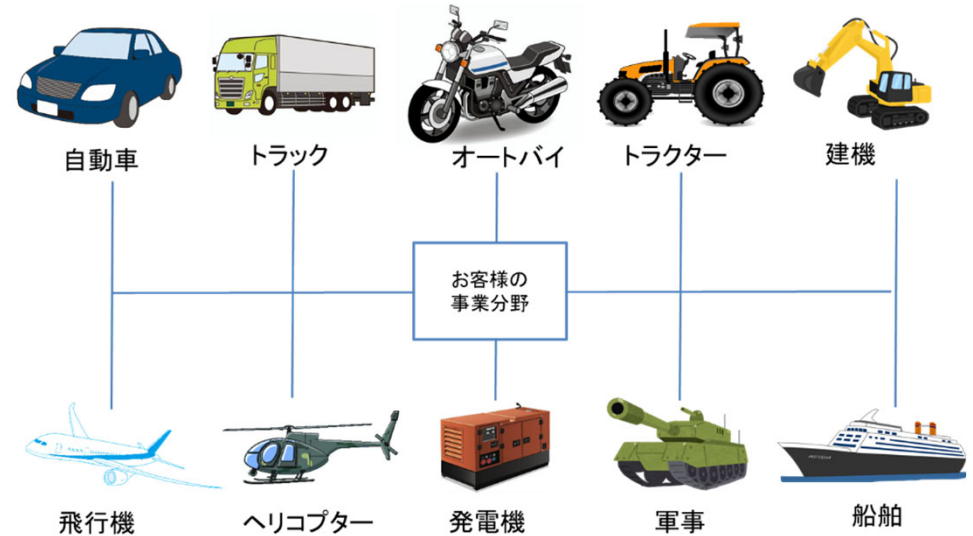 自動車
トラック
オートバイ
トラクター
建機
お客様の
事業分野
飛行機
ヘリコプター
発電機
軍事
船舶